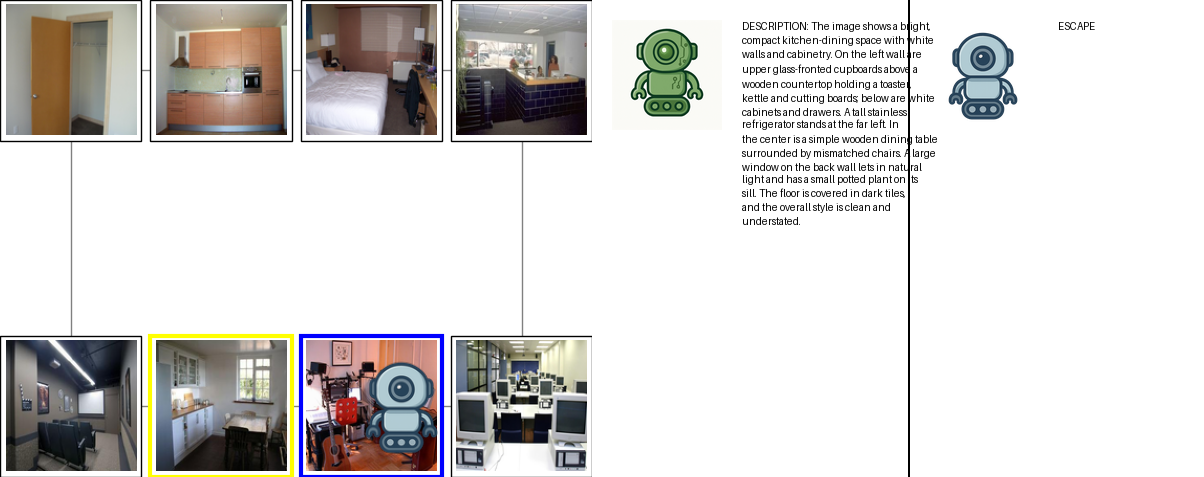 DESCRIPTION: The image shows a bright,
compact kitchen-dining space with white
walls and cabinetry. On the left wall are
upper glass-fronted cupboards above a
wooden countertop holding a toaster,
kettle and cutting boards; below are white
cabinets and drawers. A tall stainless
refrigerator stands at the far left. In
the center is a simple wooden dining table
surrounded by mismatched chairs. A large
window on the back wall lets in natural
light and has a small potted plant on its
sill. The floor is covered in dark tiles,
and the overall style is clean and
understated.
ESCAPE